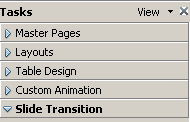 Tasks View
Master Pages
Layouts
Table Design
Custom Animation
Slide Transition